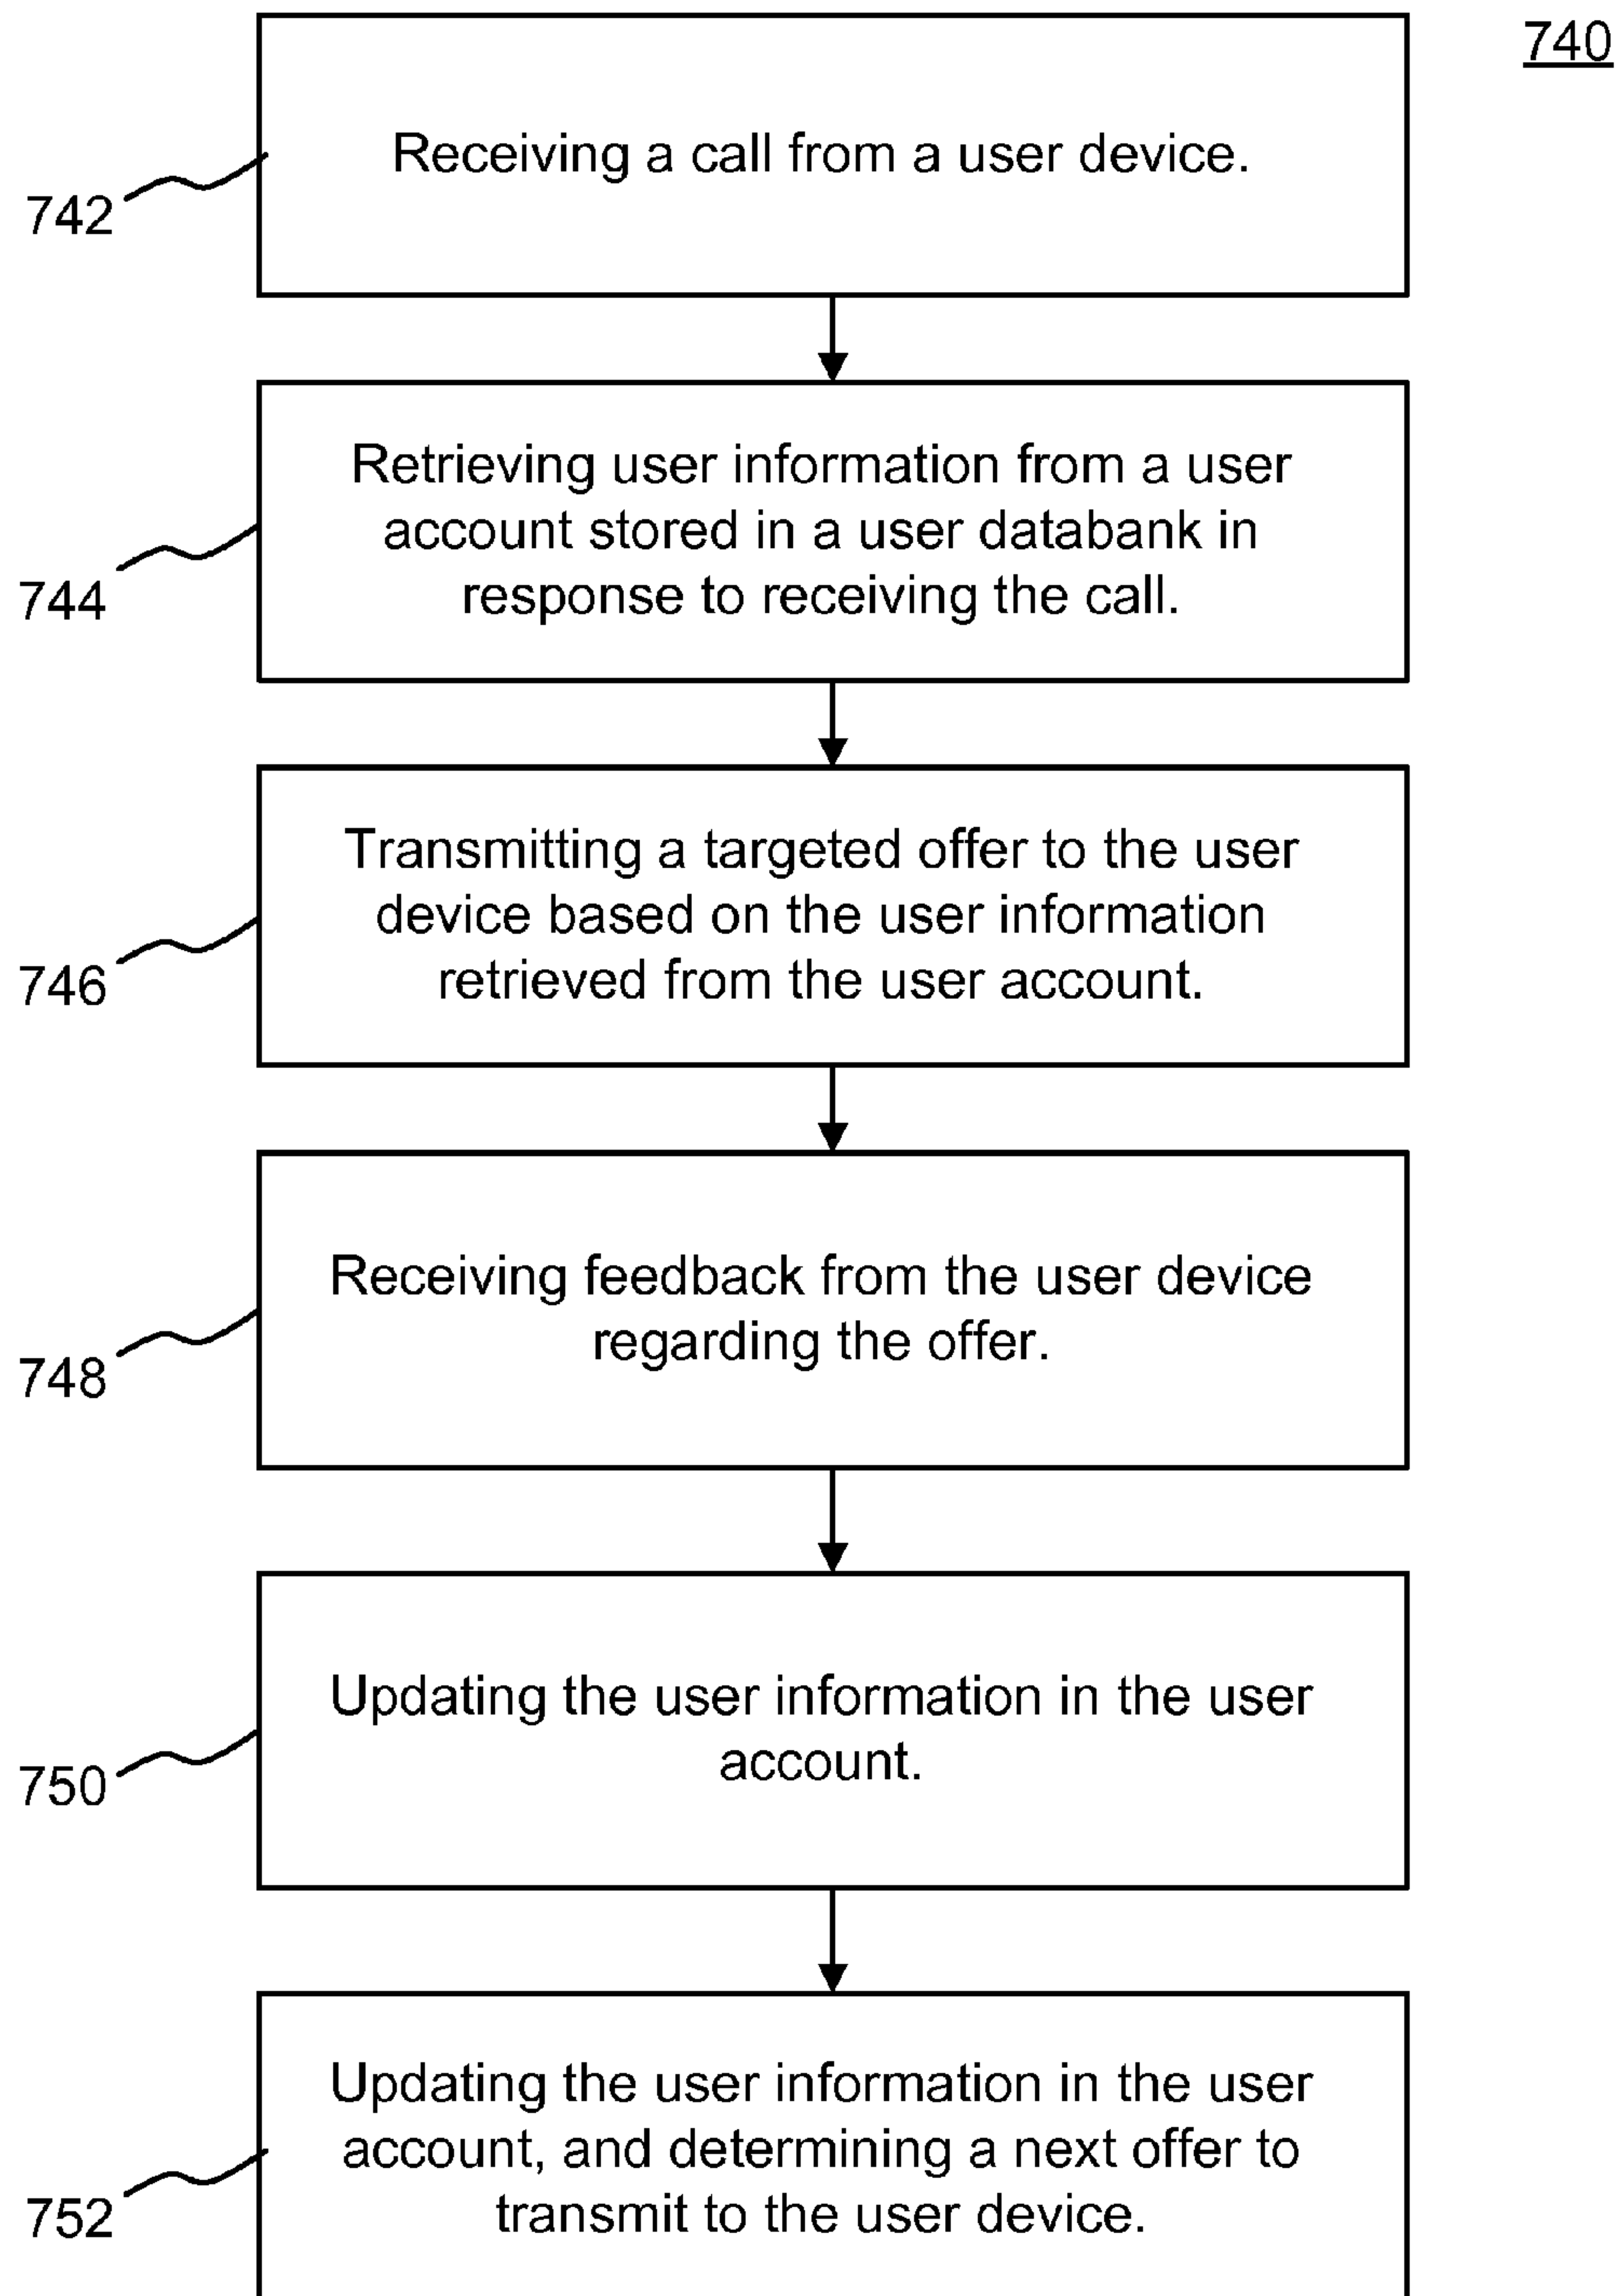 740
Receiving a call from a user device.
742
Retrieving user information from a user
account stored in a user databank in
response to receiving the call.
744
Transmitting a targeted offer to the user
device based on the user information
retrieved from the user account.
746
Receiving feedback from the user device
regarding the offer.
748
Updating the user information in the user
account.
750
Updating the user information in the user
account, and determining a next offer to
transmit to the user device.
752